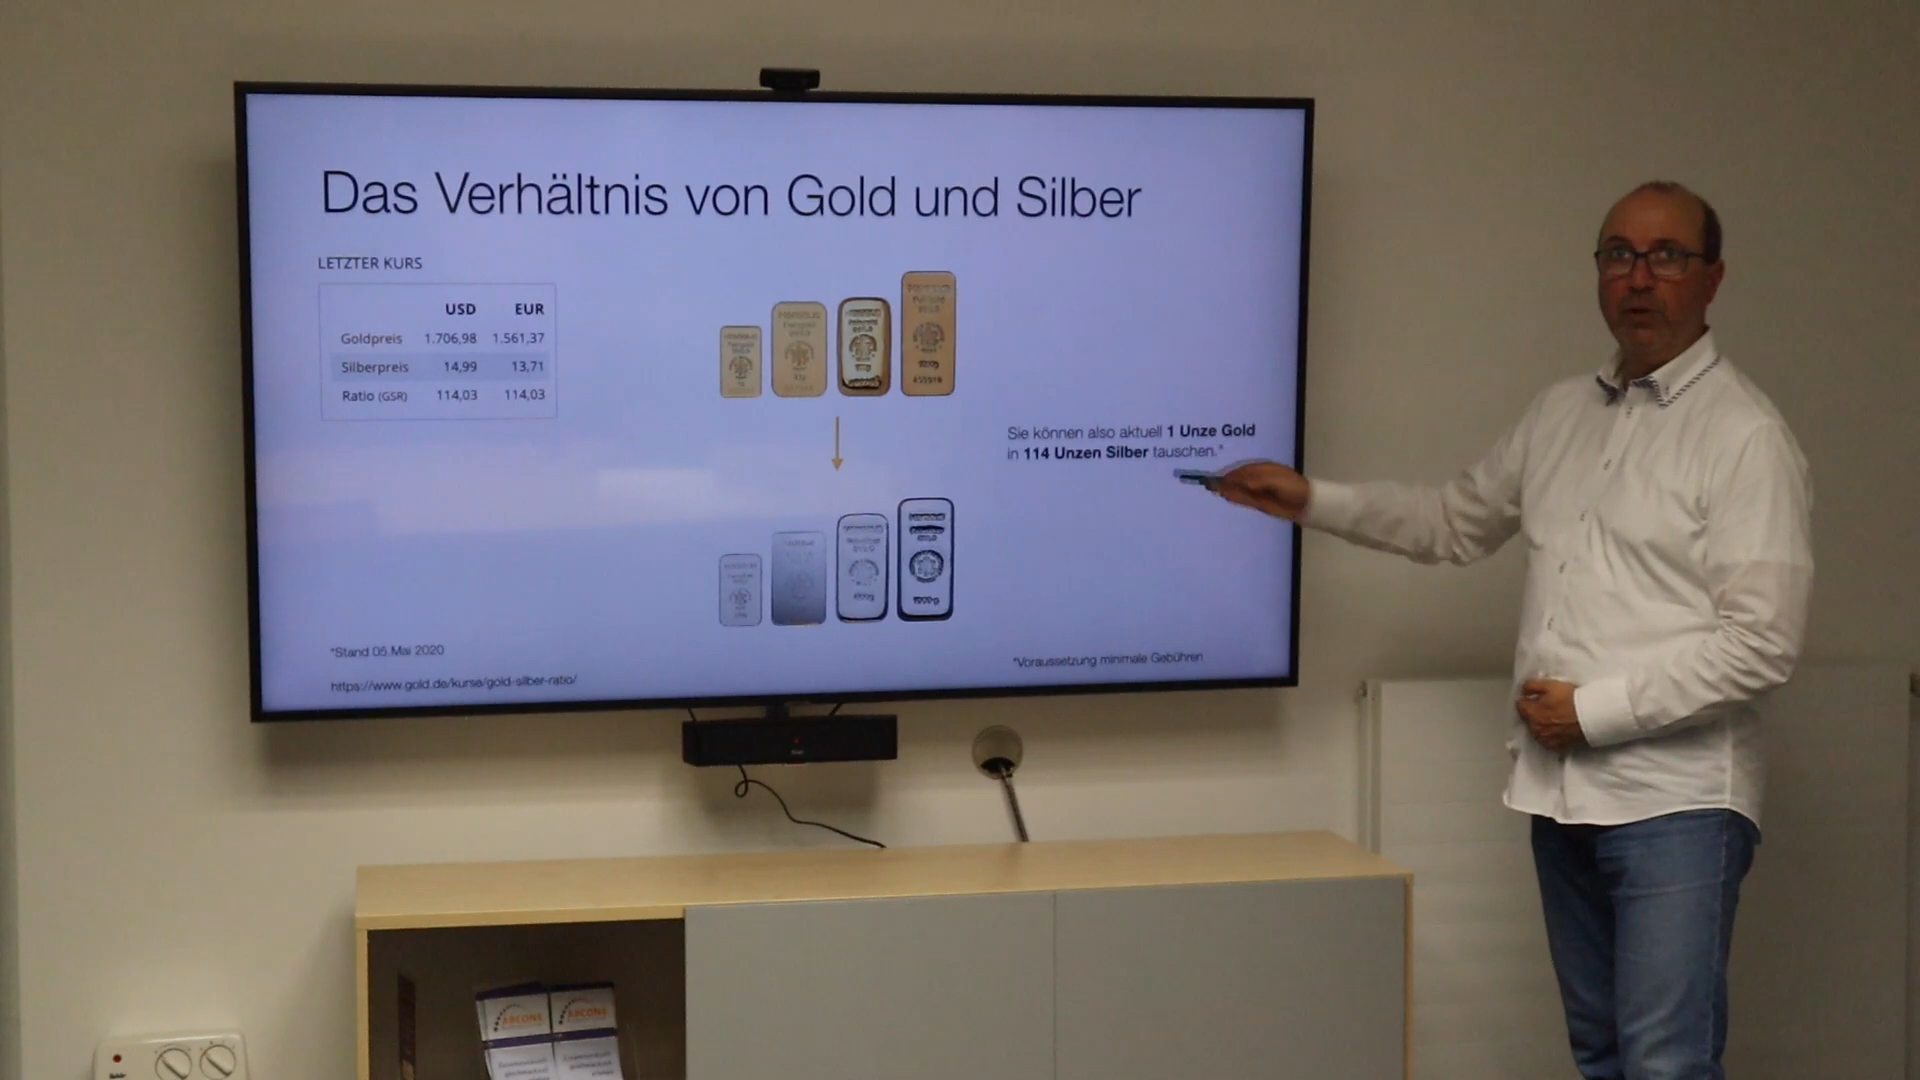 Das Verhältnis von Gold und Silber
LETZTER KURS
USD EUR
Goldpreis 1.706,98 1.561,37
Silberpreis 14,99 13,71
Ratio (GSR) 114,03 114,03
Sie können also aktuell 1 Unze Gold
in 114 Unzen Silber tauschen.*
*Stand 05.Mai 2020
*Voraussetzung minimale Gebühren
https://www.gold.de/kurse/gold-silber-ratio/